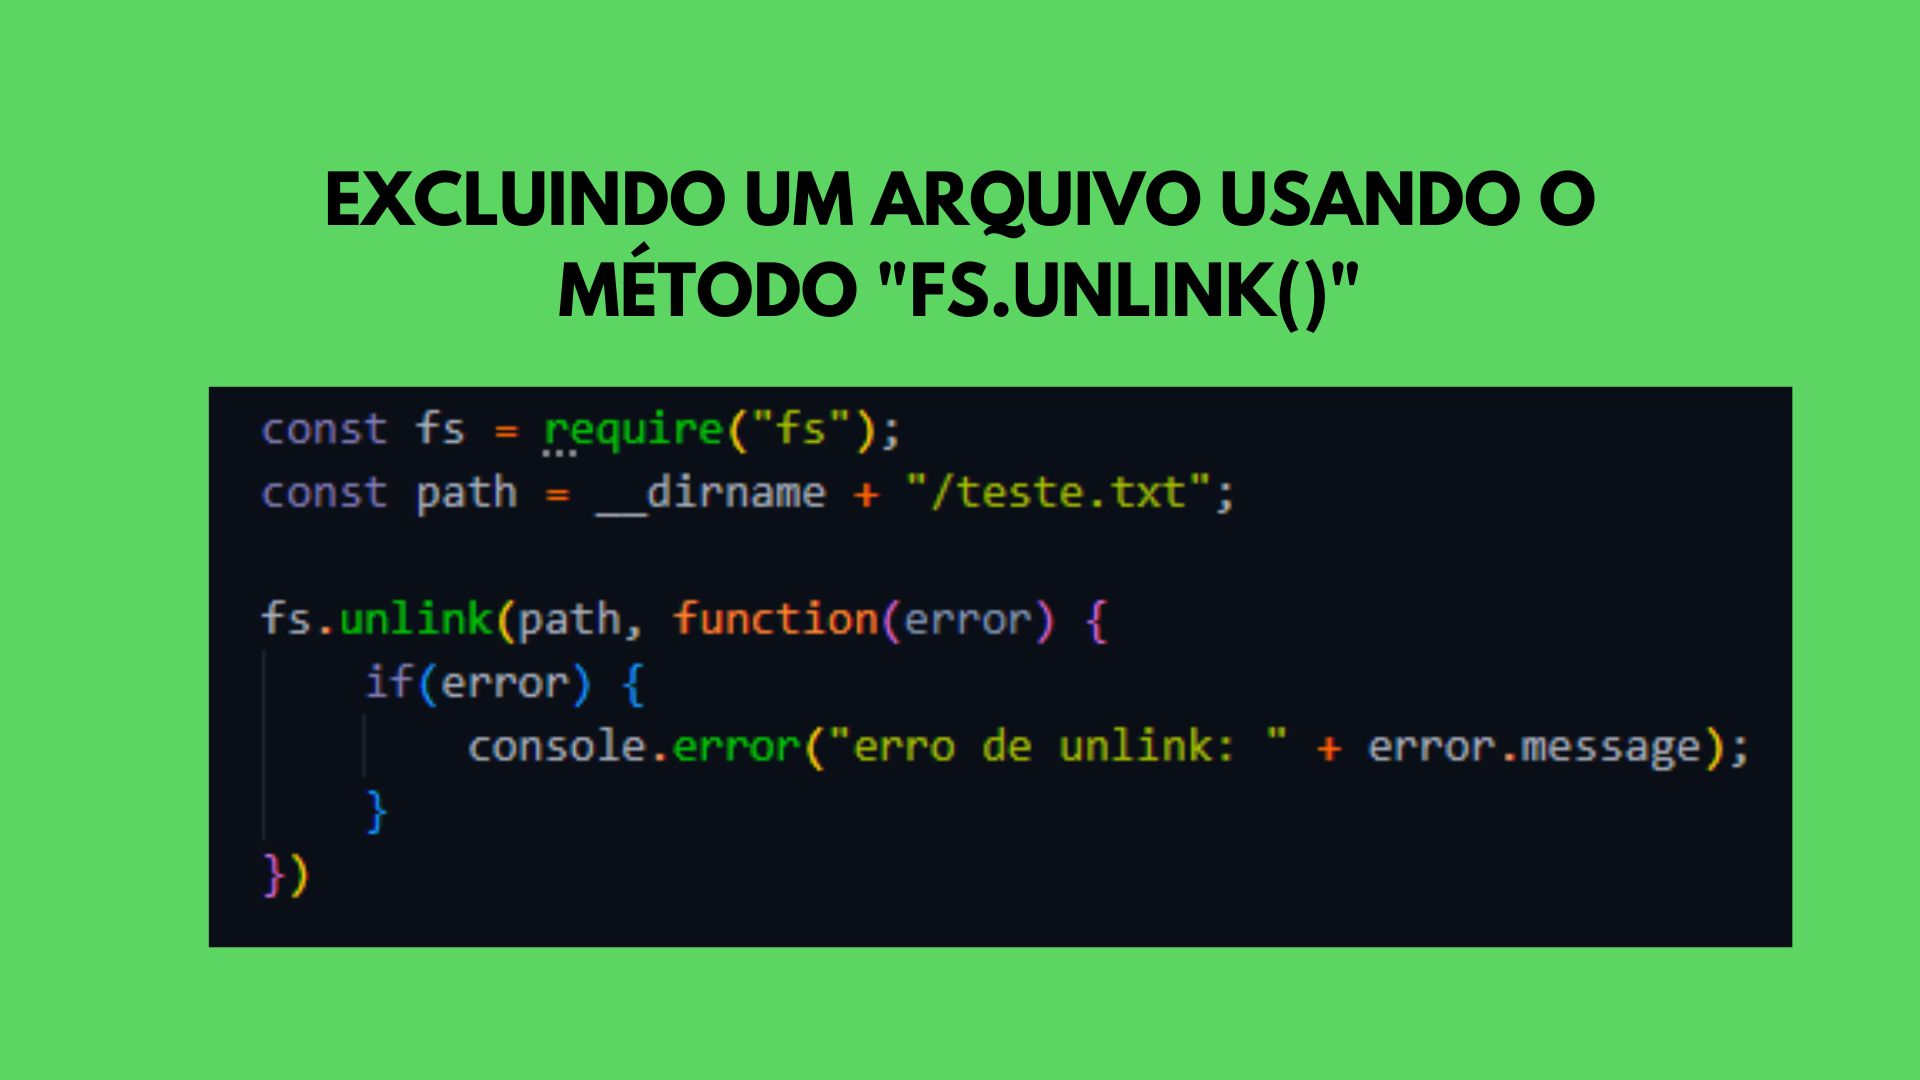 EXCLUINDO UM ARQUIVO USANDO O
MÉTODO "FS.UNLINK()"
const fs = require("fs");
const path = __dirname + "/teste.txt";
fs.unlink(path, function(error) {
if(error) {
console.error("erro de unlink: " + error.message);
}
})